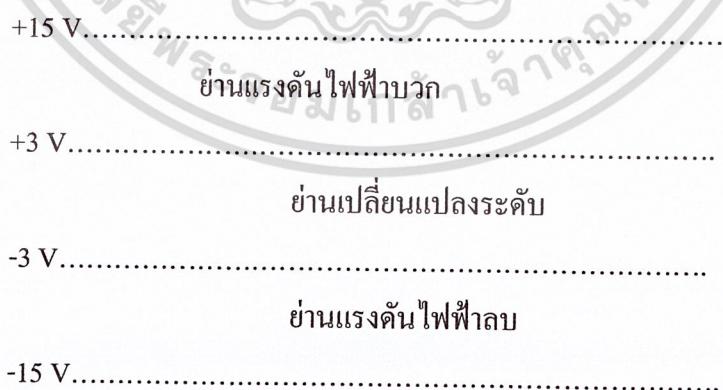 +15 V......................................................................................
ย่านแรงดันไฟฟ้าบวก
+3 V......................................................................................
ย่านเปลี่ยนแปลงระดับ
-3 V......................................................................................
ย่านแรงดันไฟฟ้าลบ
-15 V......................................................................................